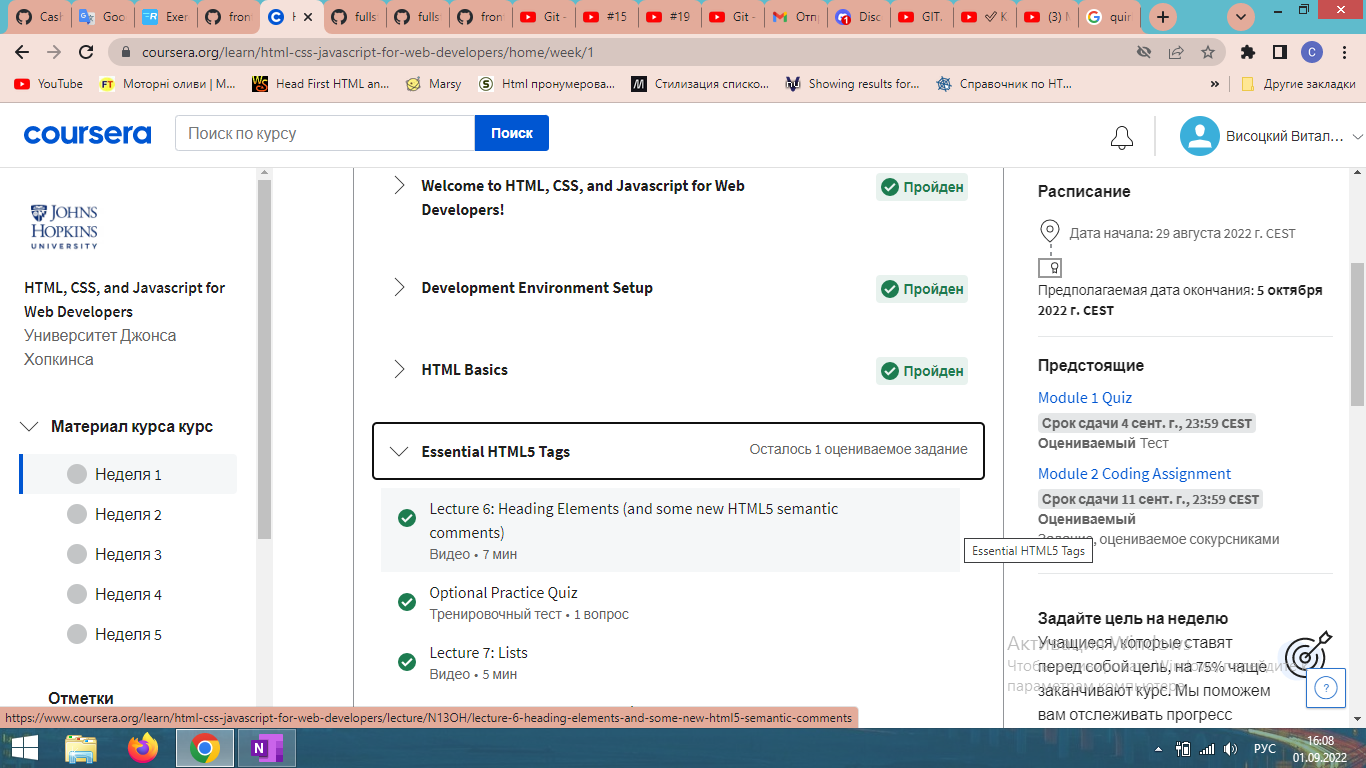 Cash
Goo
Exer
fron
H
fulls
fulls
fron
Git -
#15
#19
Git -
Отпр
Disc
GIT.
(3) М
quir
coursera.org/learn/html-css-javascript-for-web-developers/home/week/1
C
YouTube
FT
Моторні оливи | М...
Head First HTML an...
Marsy
Html пронумерова...
Стилизация списко...
Showing results for...
Справочник по HT...
»
Другие закладки
coursera
Поиск по курсу
Поиск
Висоцкий Витал...
JOHNS
HOPKINS
UNIVERSITY
HTML, CSS, and Javascript for
Web Developers
Университет Джонса
Хопкинса
Материал курса курс
Неделя 1
Неделя 2
Неделя 3
Неделя 4
Неделя 5
Отметки
Welcome to HTML, CSS, and Javascript for Web
Developers!
Пройден
Development Environment Setup
Пройден
HTML Basics
Пройден
Essential HTML5 Tags
Осталось 1 оцениваемое задание
Lecture 6: Heading Elements (and some new HTML5 semantic
comments)
Видео • 7 мин
Optional Practice Quiz
Тренировочный тест • 1 вопрос
Lecture 7: Lists
Видео • 5 мин
Essential HTML5 Tags
Расписание
Дата начала: 29 августа 2022 г. CEST
Предполагаемая дата окончания: 5 октября
2022 г. CEST
Предстоящие
Module 1 Quiz
Срок сдачи 4 сент. г., 23:59 CEST
Оцениваемый Тест
Module 2 Coding Assignment
Срок сдачи 11 сент. г., 23:59 CEST
Оцениваемый
Задание, оцениваемое сокурсниками
Задайте цель на неделю
Учащиеся, которые ставят
перед собой цель, на 75% чаще
заканчивают курс. Мы поможем
вам отслеживать прогресс
Активация Windows
https://www.coursera.org/learn/html-css-javascript-for-web-developers/lecture/N13OH/lecture-6-heading-elements-and-some-new-html5-semantic-comments
РУС
16:08
01.09.2022